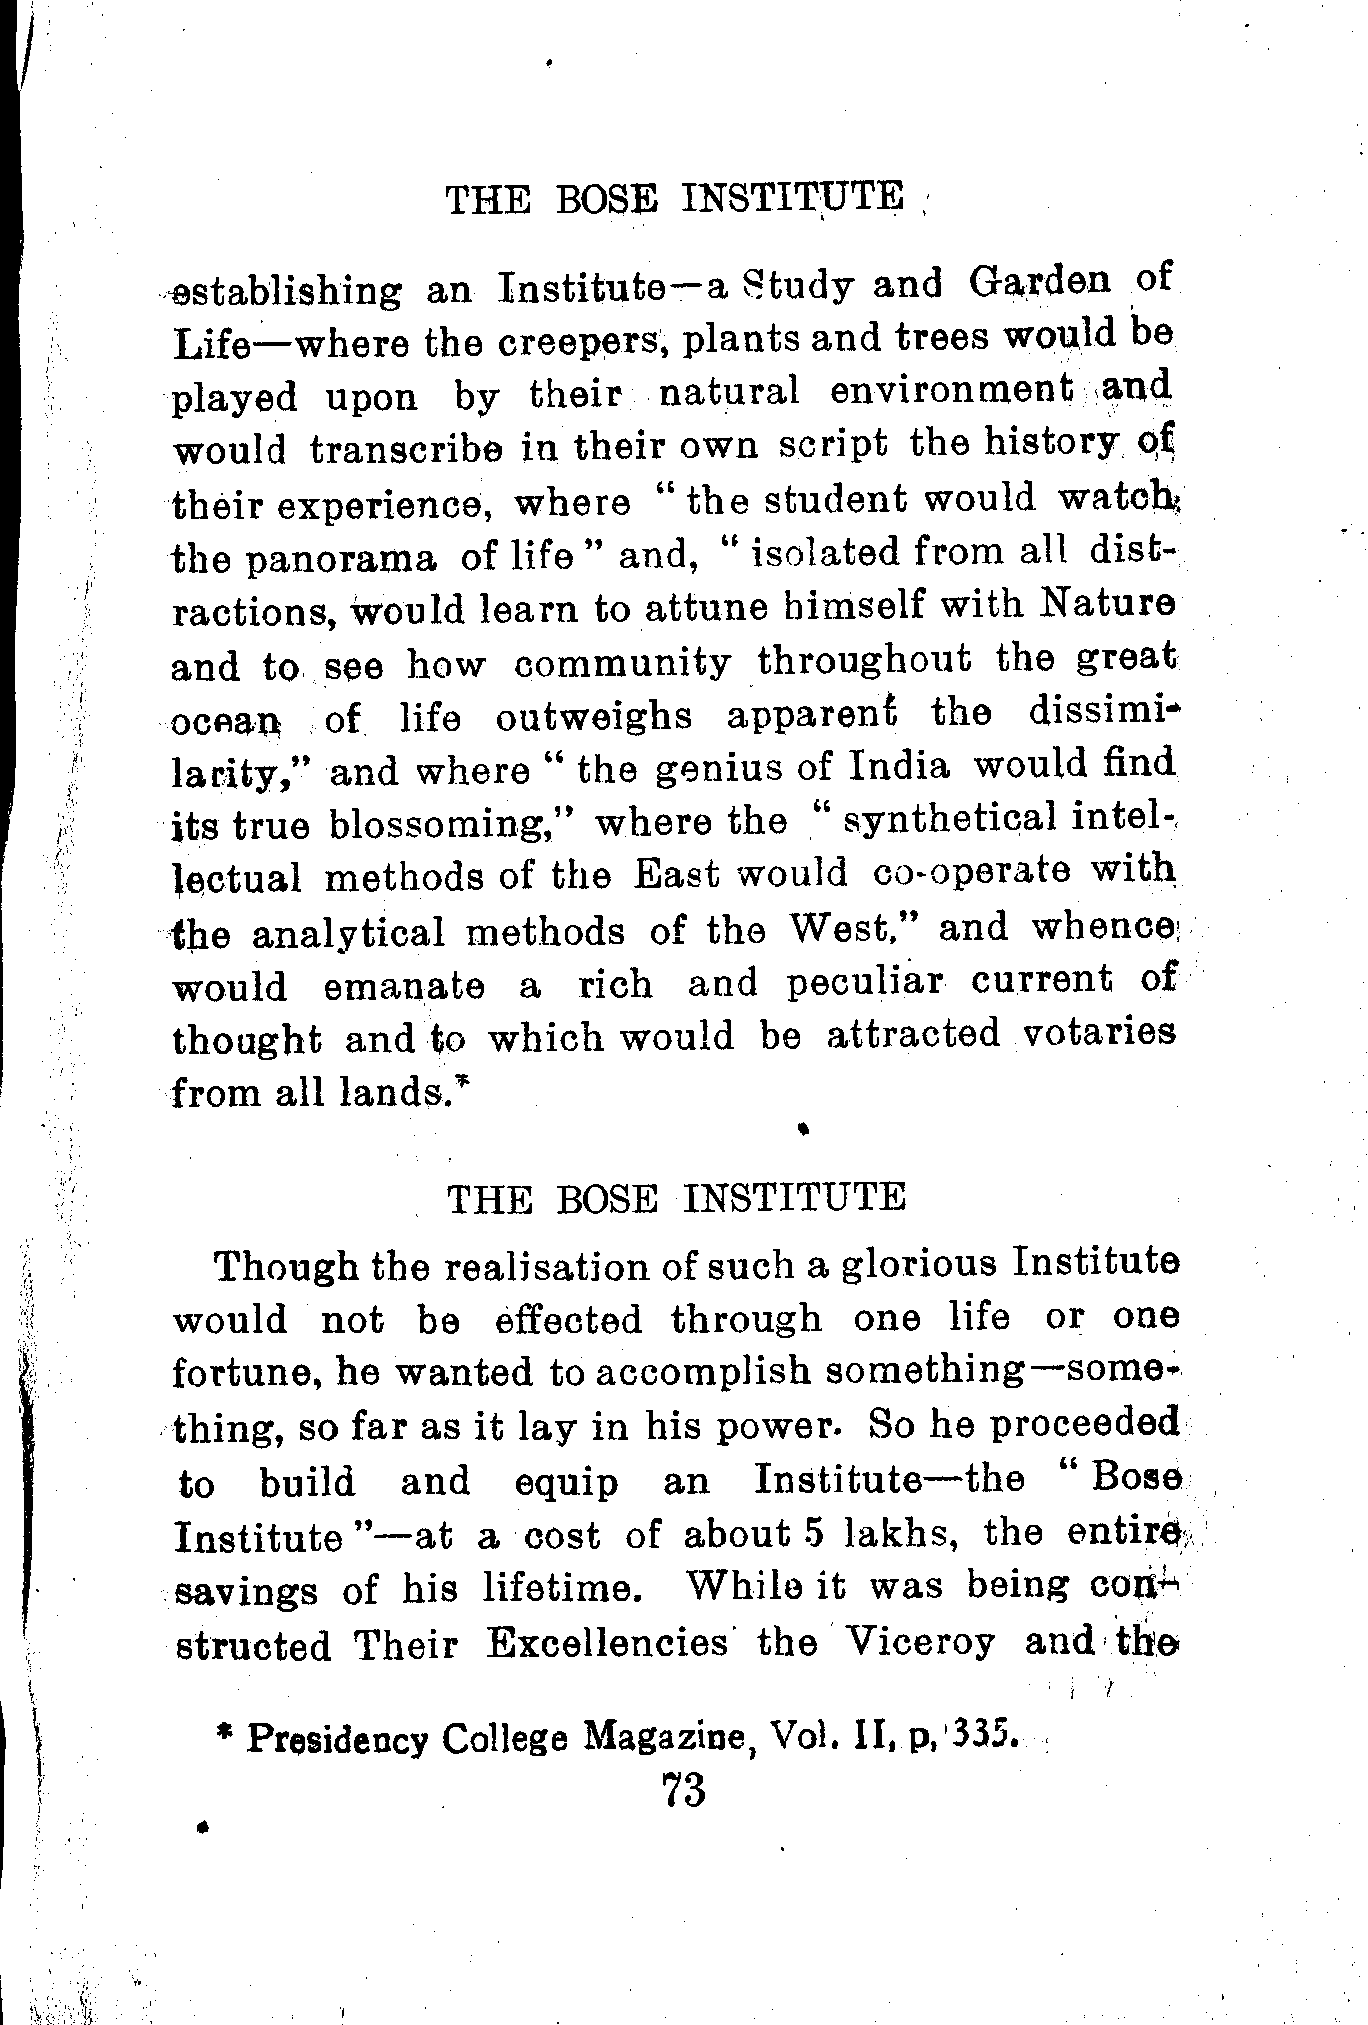 THE BOSE INSTITUTE
establishing an Institute—a Study and Garden of
Life—where the creepers, plants and trees would be
played upon by their natural environment and
would transcribe in their own script the history of
their experience, where “ the student would watch
the panorama of life ” and, “ isolated from all dist-
ractions, would learn to attune himself with Nature
and to see how community throughout the great
ocean of life outweighs apparent the dissimi-
larity,” and where “ the genius of India would find
its true blossoming,” where the “ synthetical intel-
lectual methods of the East would co-operate with
the analytical methods of the West,” and whence
would emanate a rich and peculiar current of
thought and to which would be attracted votaries
from all lands.*
THE BOSE INSTITUTE
Though the realisation of such a glorious Institute
would not be effected through one life or one
fortune, he wanted to accomplish something—some-
thing, so far as it lay in his power. So he proceeded
to build and equip an Institute—the “ Bose
Institute ”—at a cost of about 5 lakhs, the entire
savings of his lifetime. While it was being con-
structed Their Excellencies the Viceroy and the
* Presidency College Magazine, Vol. II, p, 335.
73